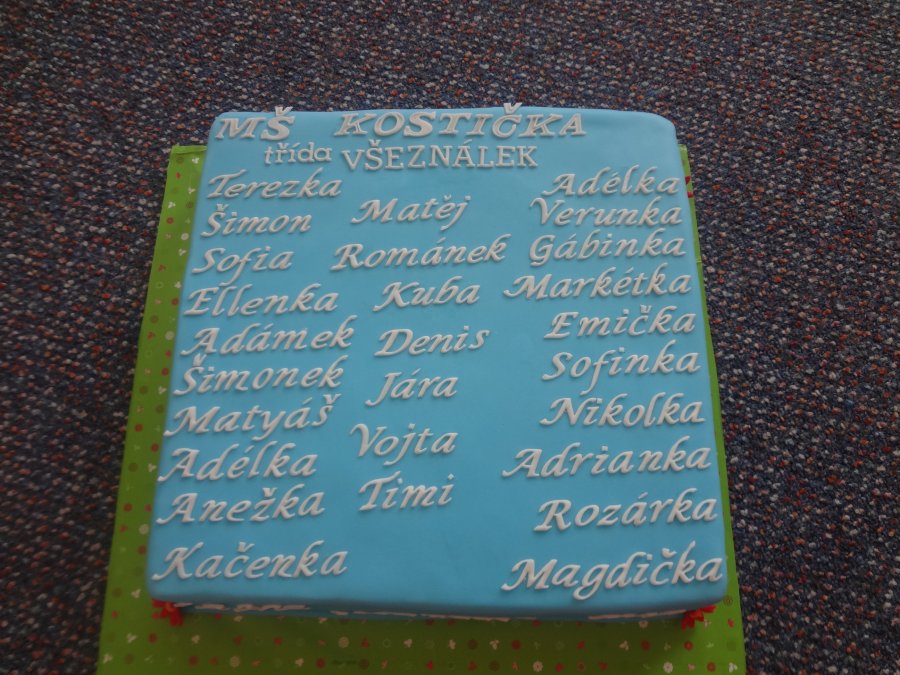 MŠ KOSTIČKA
třída VŠEZNÁLEK
Terezka
Šimon
Sofia
Ellenka
Adámek
Šimonek
Matyáš
Adélka
Anežka
Kačenka
Matěj
Románek
Kuba
Denis
Jára
Vojta
Timi
Adélka
Verunka
Gábinka
Markétka
Emička
Sofinka
Nikolka
Adrianka
Rozárka
Magdička